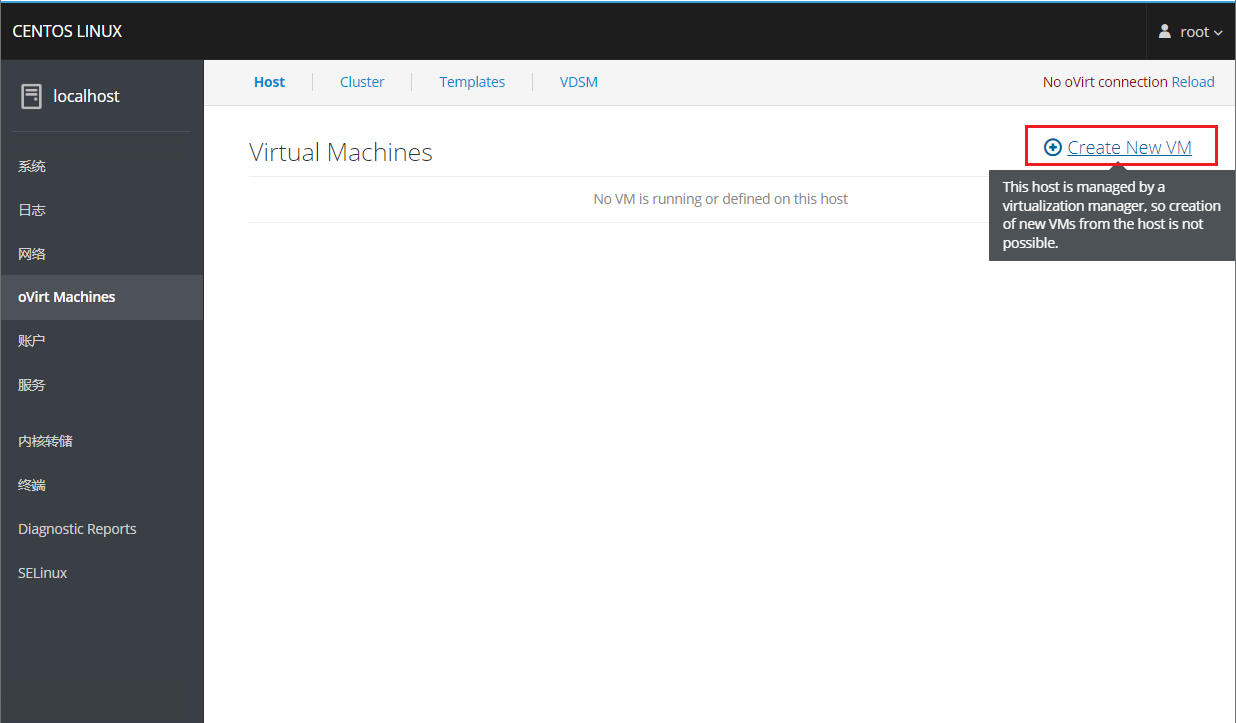 CENTOS LINUX
root
localhost
Host
Cluster
Templates
VDSM
No oVirt connection Reload
系统
日志
网络
oVirt Machines
账户
服务
内核转储
终端
Diagnostic Reports
SELinux
Virtual Machines
Create New VM
No VM is running or defined on this host
This host is managed by a
virtualization manager, so creation
of new VMs from the host is not
possible.